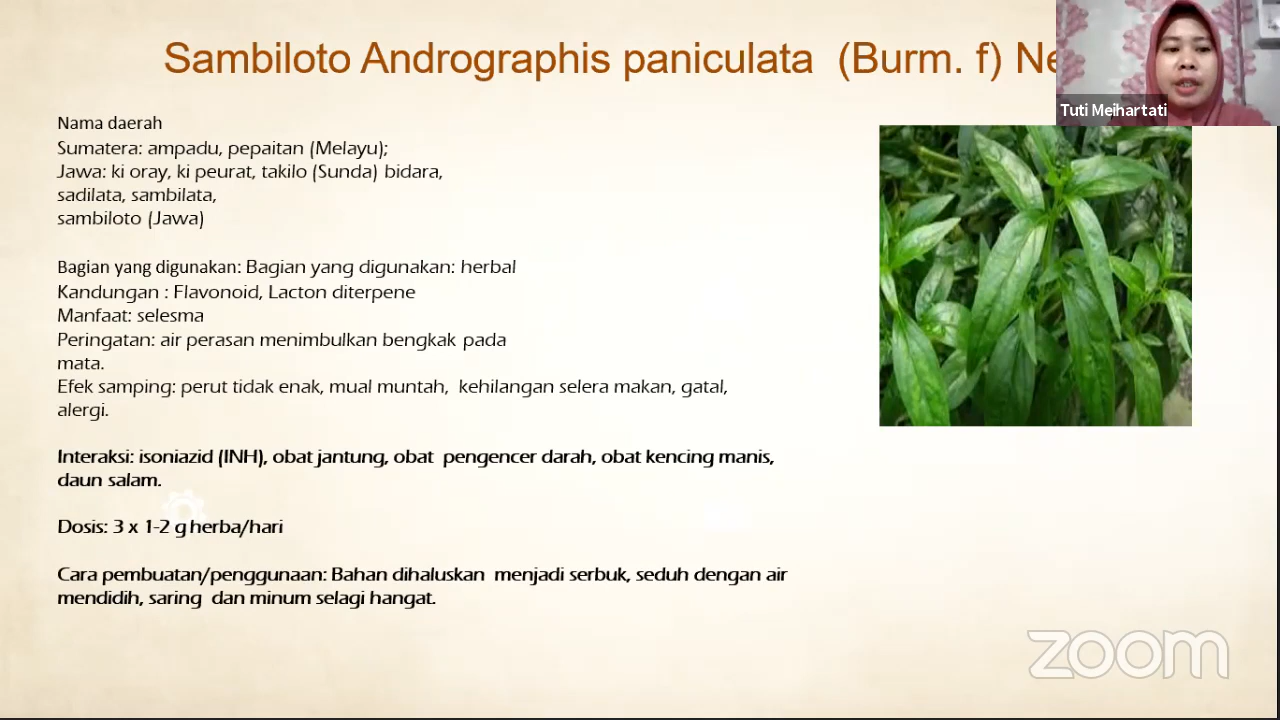 Sambiloto Andrographis paniculata (Burm. f)
Tuti Meihartati
Nama daerah
Sumatera: ampadu, pepaitan (Melayu);
Jawa: ki oray, ki peurat, takilo (Sunda) bidara,
sadilata, sambilata,
sambiloto (Jawa)
Bagian yang digunakan: Bagian yang digunakan: herbal
Kandungan : Flavonoid, Lacton diterpene
Manfaat: selesma
Peringatan: air perasan menimbulkan bengkak pada
mata.
Efek samping: perut tidak enak, mual muntah, kehilangan selera makan, gatal,
alergi.
Interaksi: isoniazid (INH), obat jantung, obat pengencer darah, obat kencing manis,
daun salam.
Dosis: 3 x 1-2 g herba/hari
Cara pembuatan/penggunaan: Bahan dihaluskan menjadi serbuk, seduh dengan air
mendidih, saring dan minum selagi hangat.
zoom